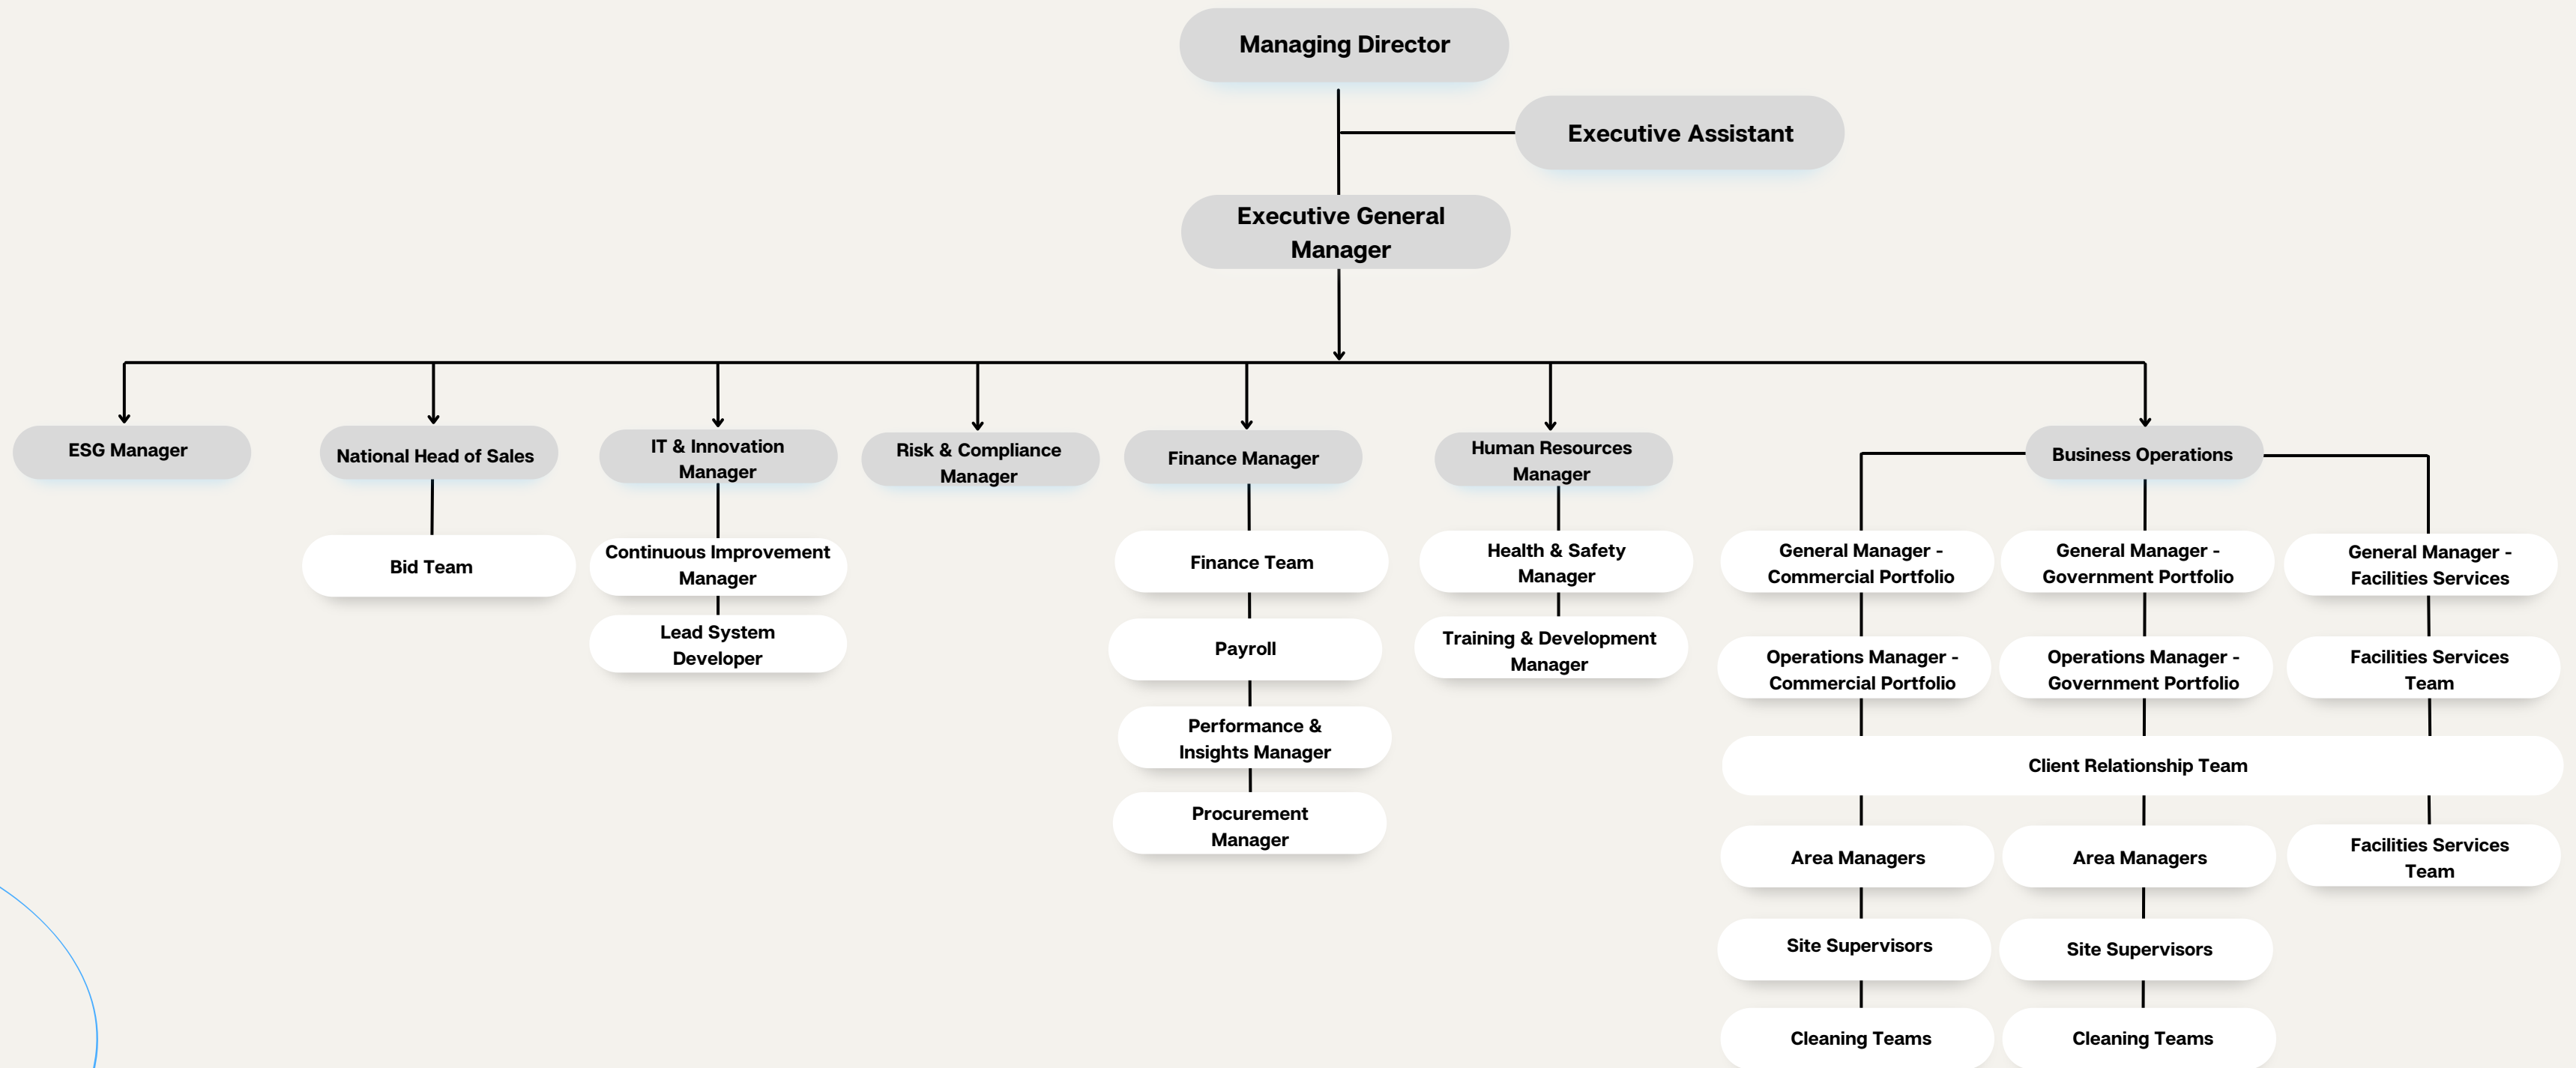 Managing Director
Executive Assistant
Executive General
Manager
ESG Manager
National Head of Sales
IT & Innovation
Manager
Risk & Compliance
Manager
Finance Manager
Human Resources
Manager
Business Operations
Bid Team
Continuous Improvement
Manager
Lead System
Developer
Finance Team
Payroll
Performance &
Insights Manager
Procurement
Manager
Health & Safety
Manager
Training & Development
Manager
General Manager -
Commercial Portfolio
General Manager -
Government Portfolio
General Manager -
Facilities Services
Operations Manager -
Commercial Portfolio
Operations Manager -
Government Portfolio
Facilities Services
Team
Client Relationship Team
Area Managers
Area Managers
Facilities Services
Team
Site Supervisors
Site Supervisors
Cleaning Teams
Cleaning Teams